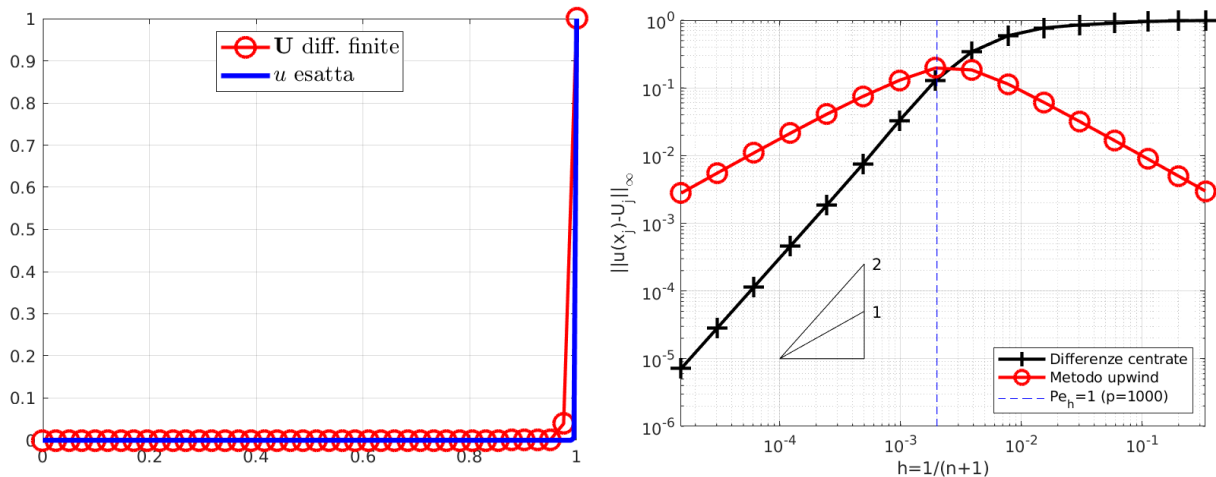 1
0.9
0.8
0.7
0.6
0.5
0.4
0.3
0.2
0.1
0
0 0.2 0.4 0.6 0.8 1
U diff. finite
u esatta
10^0
10^-1
10^-2
10^-3
10^-4
10^-5
10^-6
||u(x_j)-U_j||_∞
2
1
Differenze centrate
Metodo upwind
Pe_h=1 (p=1000)
10^-4 10^-3 10^-2 10^-1
h=1/(n+1)